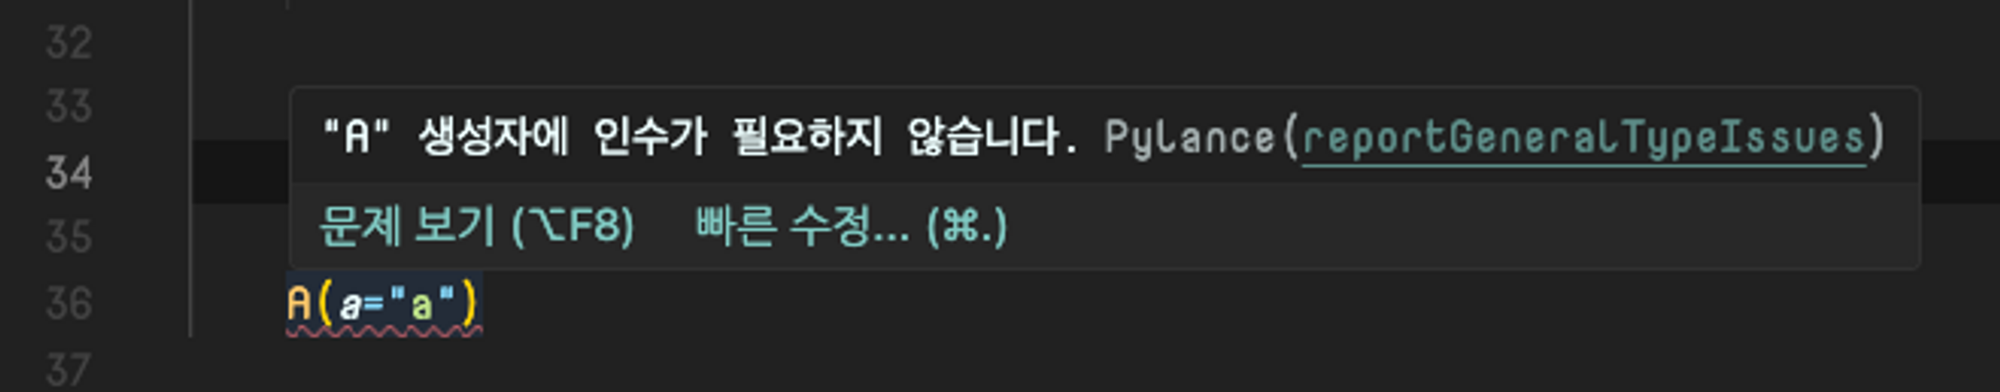 32
33
"A" 생성자에 인수가 필요하지 않습니다. Pylance(reportGeneralTypeIssues)
34
35
문제 보기 (⌥F8) 빠른 수정... (⌘.)
36
A(a="a")
37